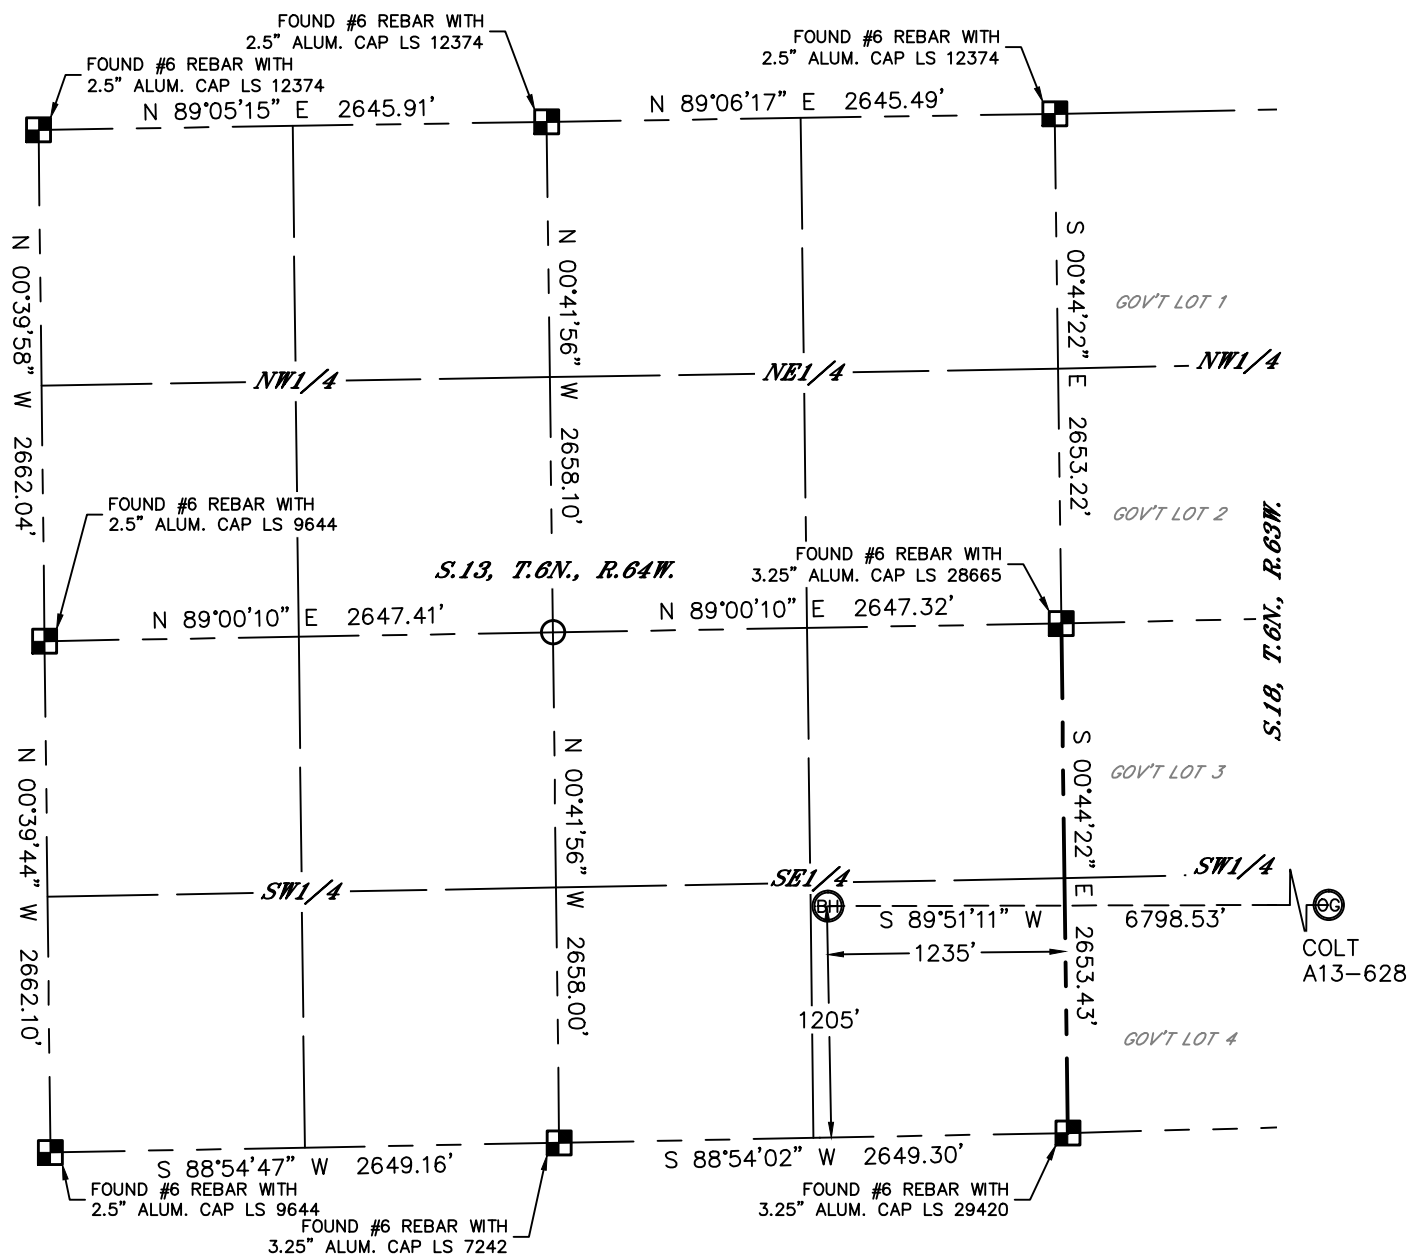 FOUND #6 REBAR WITH
2.5" ALUM. CAP LS 12374
FOUND #6 REBAR WITH
2.5" ALUM. CAP LS 12374
FOUND #6 REBAR WITH
2.5" ALUM. CAP LS 12374
N 89°05'15" E 2645.91'
N 89°06'17" E 2645.49'
N 00°39'58" W 2662.04'
N 00°41'56" W 2658.10'
S 00°44'22" E 2653.22'
GOV'T LOT 1
NW1/4
NE1/4
NW1/4
FOUND #6 REBAR WITH
2.5" ALUM. CAP LS 9644
GOV'T LOT 2
S.13, T.6N., R.64W.
FOUND #6 REBAR WITH
3.25" ALUM. CAP LS 28665
S.18, T.6N., R.63W.
N 89°00'10" E 2647.41'
N 89°00'10" E 2647.32'
N 00°39'44" W 2662.10'
N 00°41'56" W 2658.00'
S 00°44'22" E 2653.43'
GOV'T LOT 3
SW1/4
SE1/4
SW1/4
BH
OG
S 89°51'11" W 6798.53'
COLT
A13-628
1235'
1205'
GOV'T LOT 4
S 88°54'47" W 2649.16'
S 88°54'02" W 2649.30'
FOUND #6 REBAR WITH
2.5" ALUM. CAP LS 9644
FOUND #6 REBAR WITH
3.25" ALUM. CAP LS 7242
FOUND #6 REBAR WITH
3.25" ALUM. CAP LS 29420